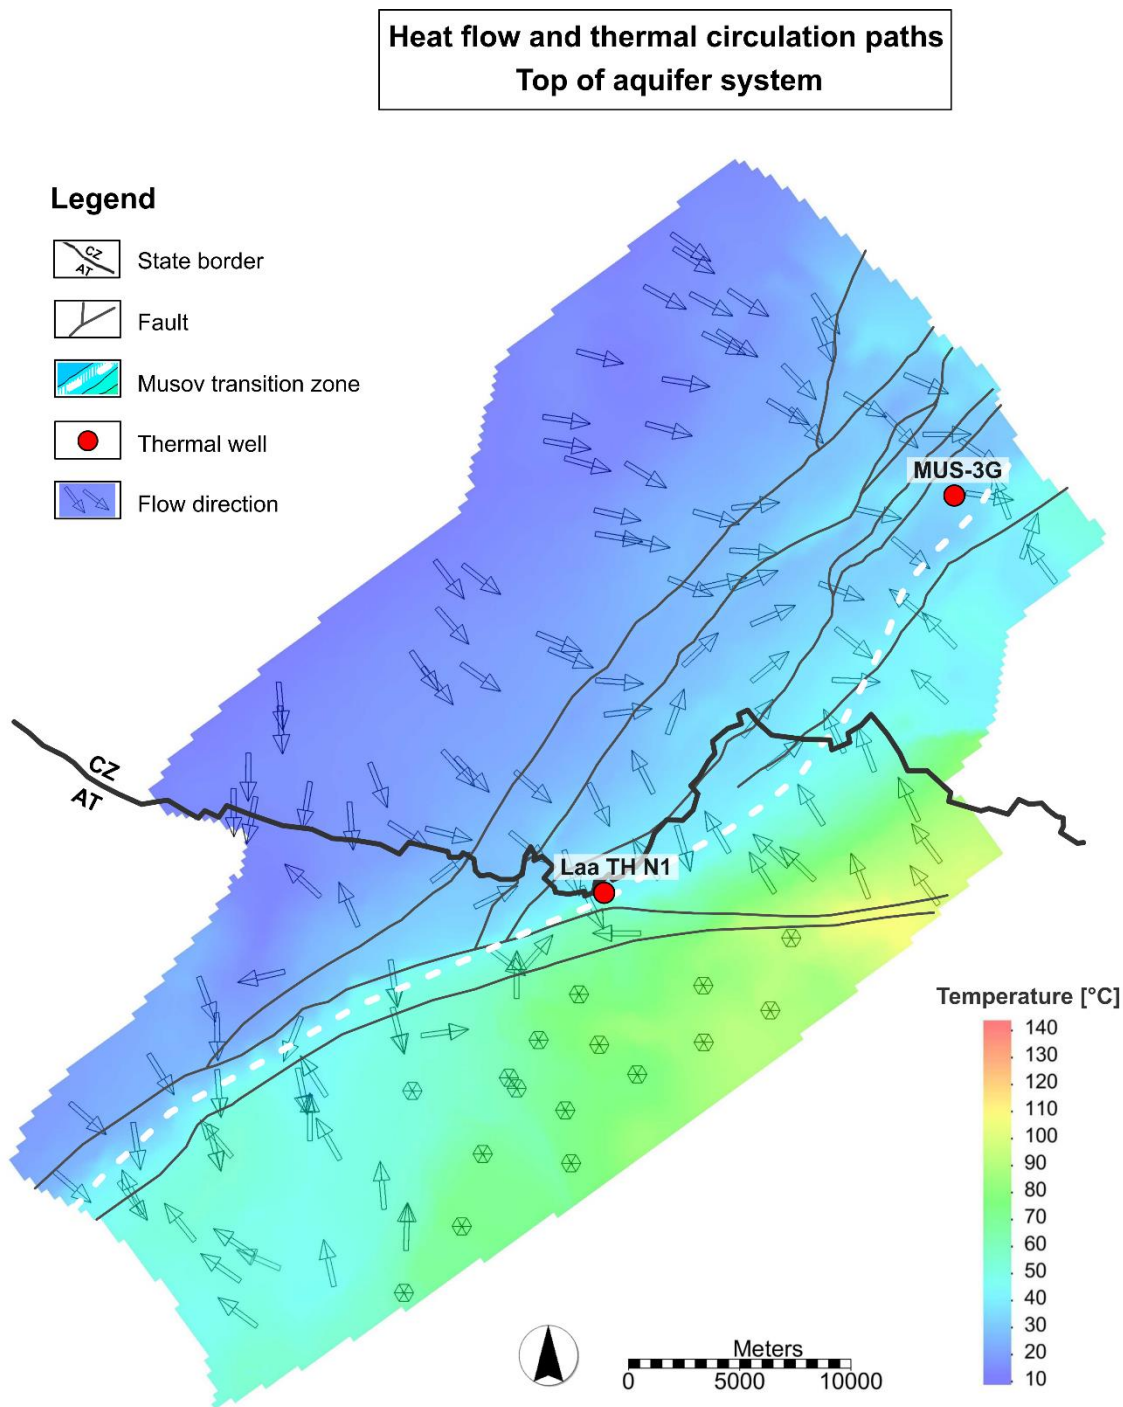 Heat flow and thermal circulation paths
Top of aquifer system
Legend
CZ
AT
State border
Fault
Musov transition zone
Thermal well
Flow direction
MUS-3G
CZ
AT
Laa TH N1
Temperature [°C]
140
130
120
110
100
90
80
70
60
50
40
30
20
10
Meters
0 5000 10000